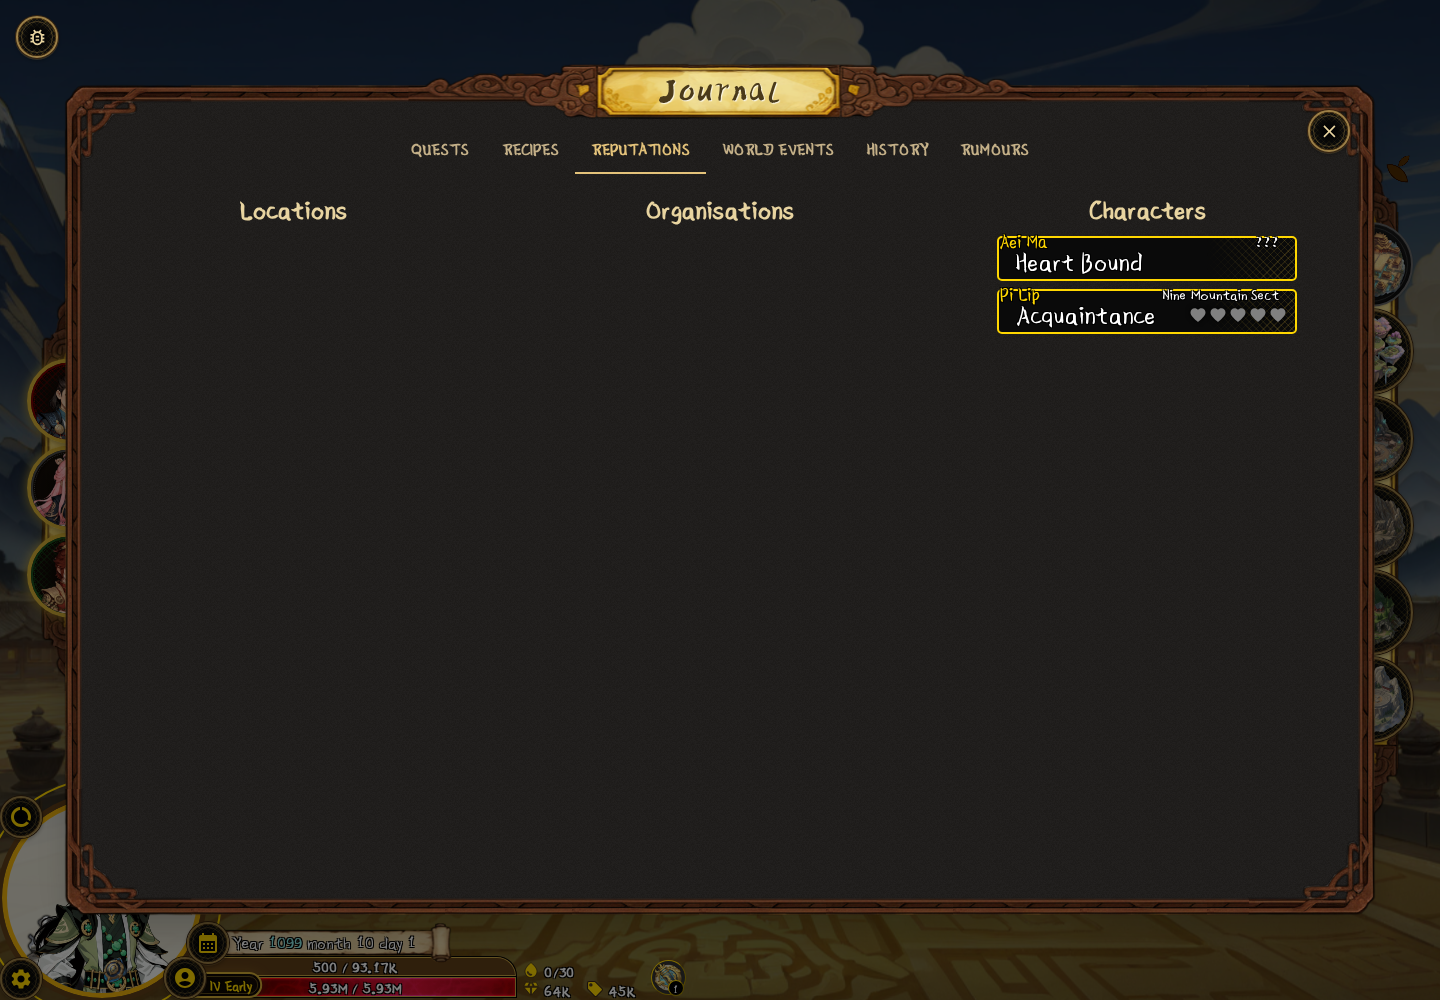 Journal
QUESTS RECIPES REPUTATIONS WORLD EVENTS HISTORY RUMOURS
Locations Organisations Characters
Aei Ma ???
Heart Bound
Pi Lip Nine Mountain Sect
Acquaintance
Year 1099 month 10 day 1
500 / 93.17K
IV Early 5.93M / 5.93M
0/30
64K 45K
1